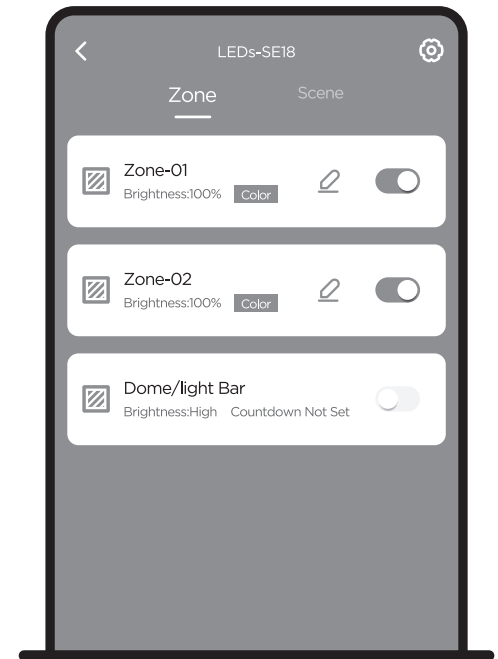 LEDs-SE18
Zone Scene
Zone-01
Brightness:100% Color
Zone-02
Brightness:100% Color
Dome/light Bar
Brightness:High Countdown Not Set